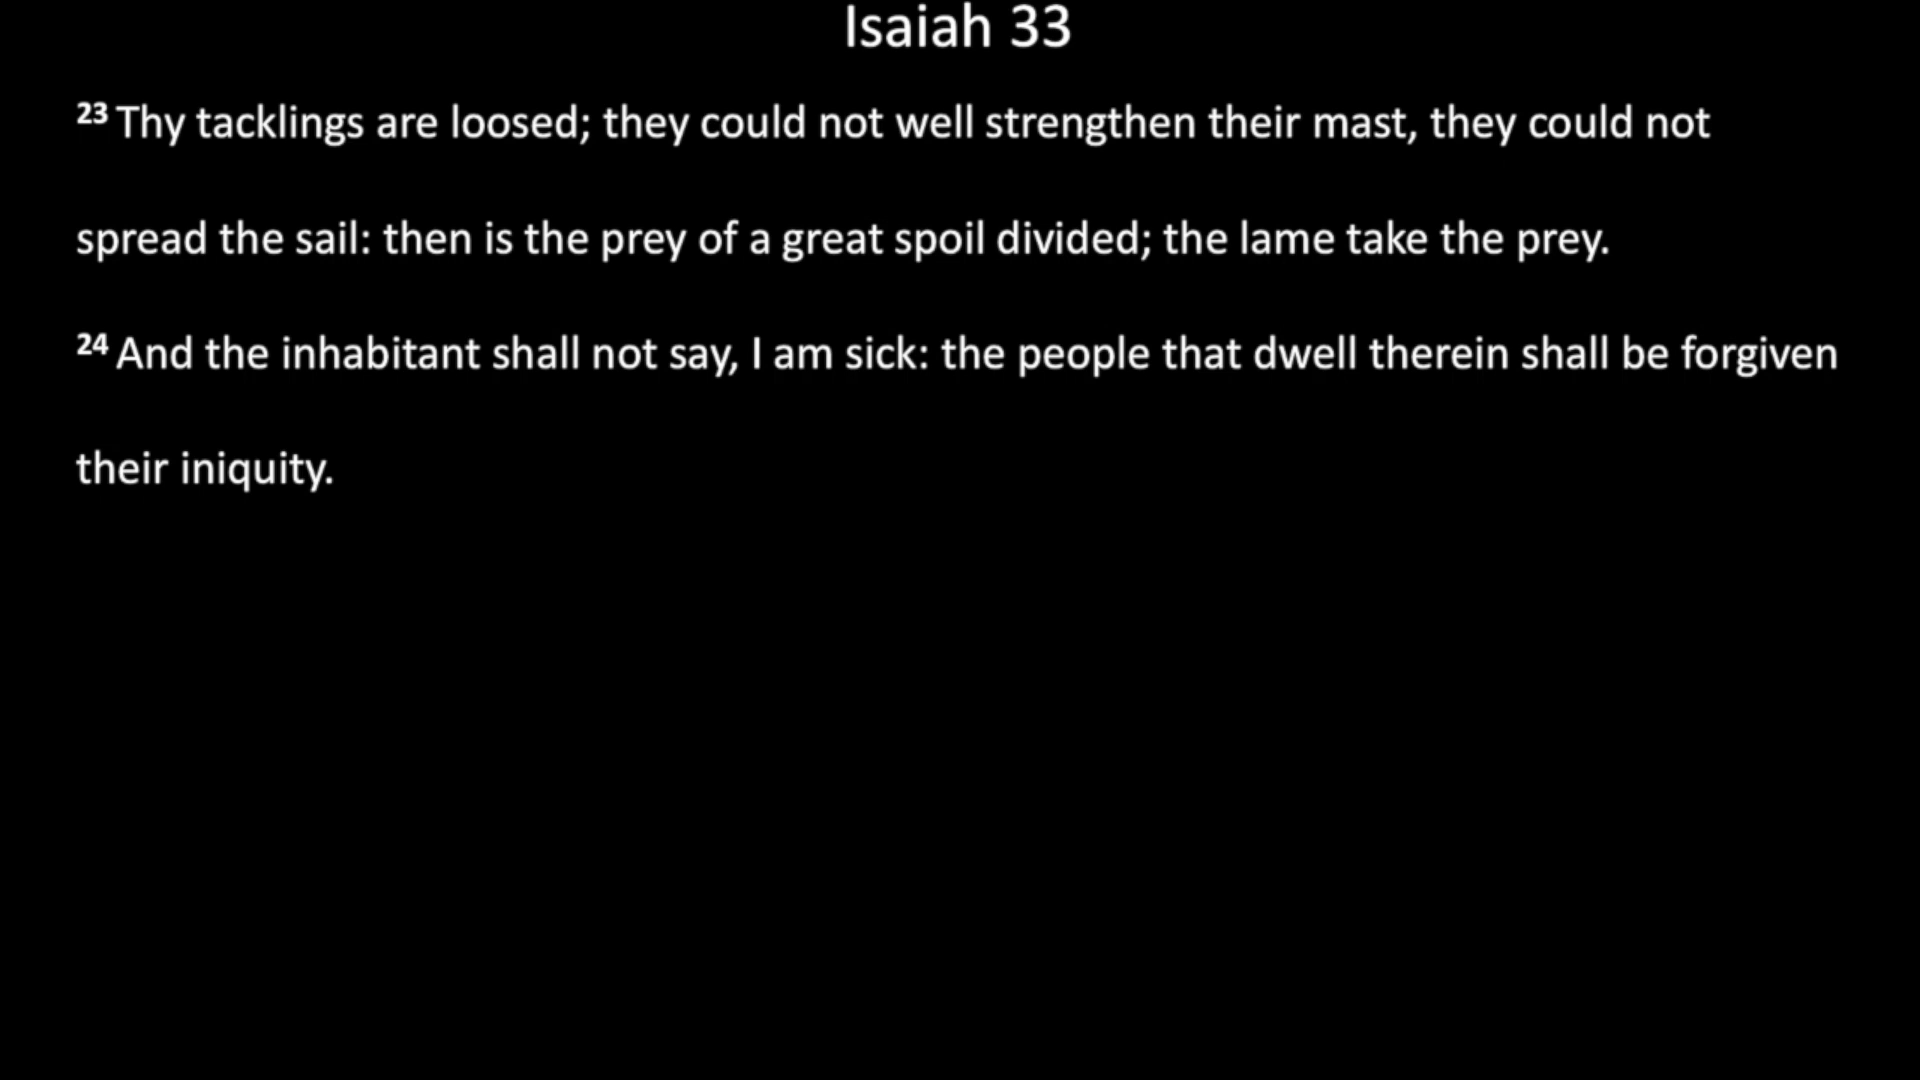 Isaiah 33
23 Thy tacklings are loosed; they could not well strengthen their mast, they could not
spread the sail: then is the prey of a great spoil divided; the lame take the prey.
24 And the inhabitant shall not say, I am sick: the people that dwell therein shall be forgiven
their iniquity.